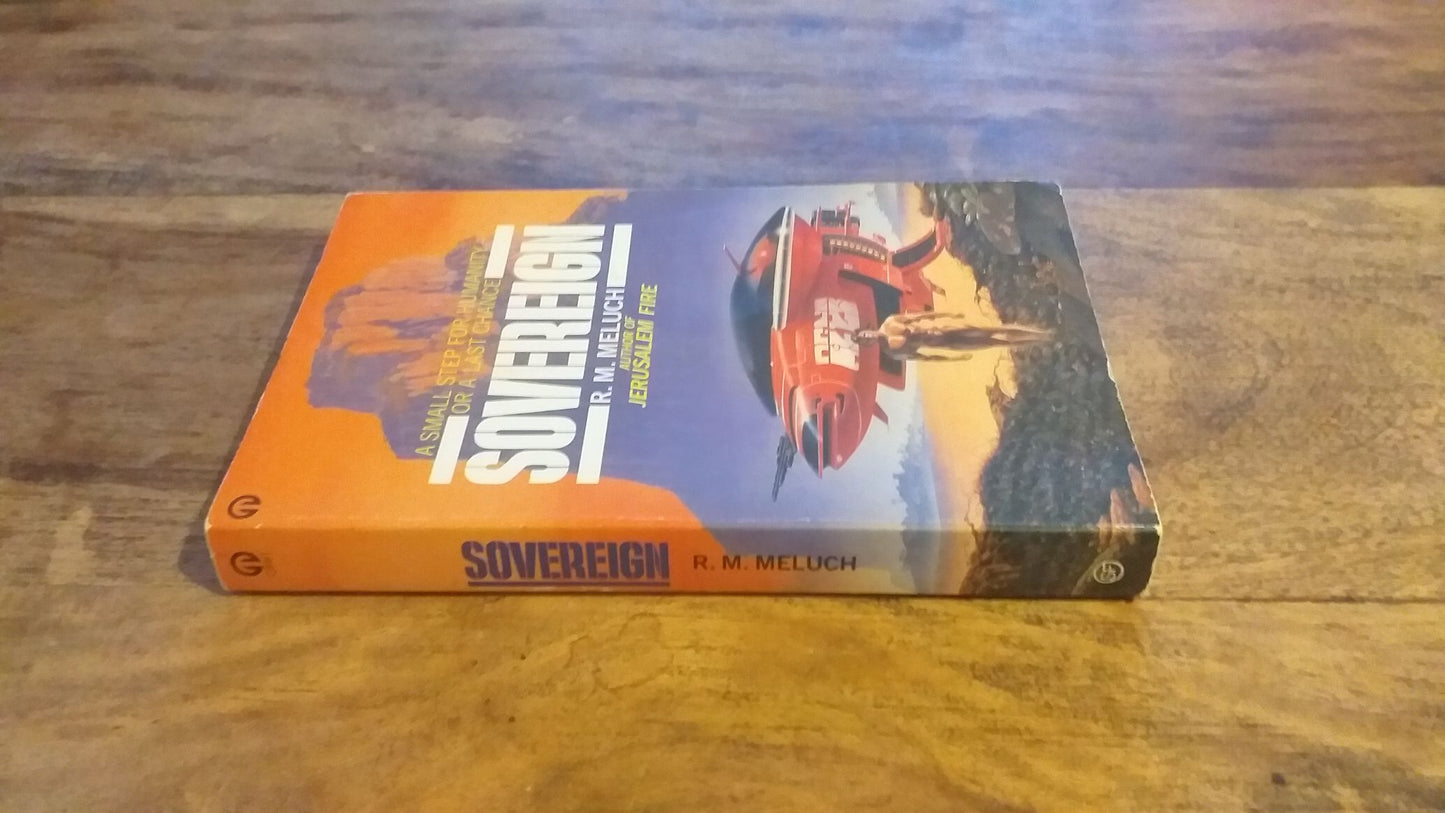 A SMALL STEP FOR HUMANITY-
OR A LAST CHANCE!
SOVEREIGN
R. M. MELUCH
AUTHOR OF
JERUSALEM FIRE
SOVEREIGN R. M. MELUCH